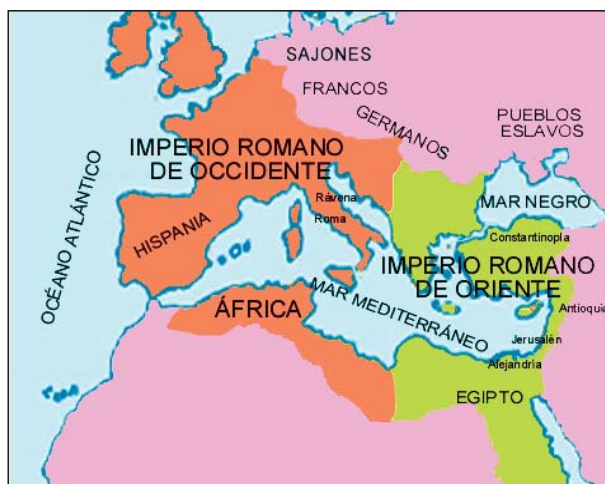 SAJONES
FRANCOS
GERMANOS
PUEBLOS
ESLAVOS
IMPERIO ROMANO
DE OCCIDENTE
OCÉANO ATLÁNTICO
HISPANIA
Rávena
Roma
MAR NEGRO
Constantinopla
IMPERIO ROMANO
DE ORIENTE
ÁFRICA
MAR MEDITERRÁNEO
Antioquia
Jerusalén
Alejandría
EGIPTO